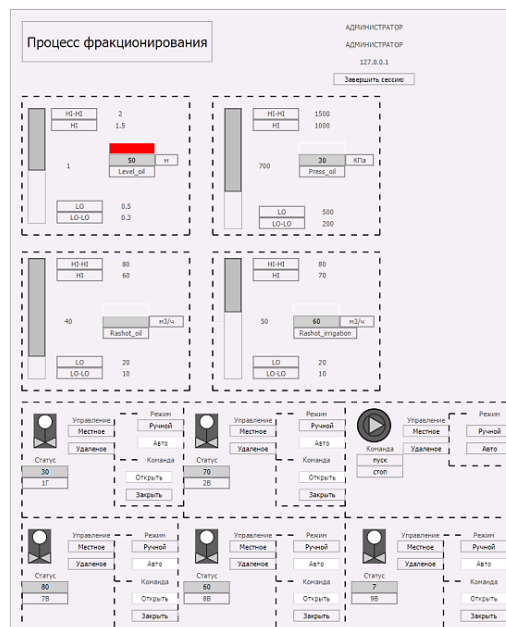 Процесс фракционирования
АДМИНИСТРАТОР
АДМИНИСТРАТОР
127.0.0.1
Завершить сессию
HI-HI 2
HI 1.5
1
50 м
Level_oil
LO 0.5
LO-LO 0.3
HI-HI 1500
HI 1000
700
30 КПа
Press_oil
LO 500
LO-LO 200
HI-HI 80
HI 60
40
м3/ч
Rashot_oil
LO 20
LO-LO 10
HI-HI 80
HI 70
50
60 м3/ч
Rashot_irrigation
LO 20
LO-LO 10
Управление
Местное
Удаленое
Режим
Ручной
Авто
Статус
30
1Г
Команда
Открыть
Закрыть
Управление
Местное
Удаленое
Режим
Ручной
Авто
Статус
70
2В
Команда
Открыть
Закрыть
Управление
Местное
Удаленое
Режим
Ручной
Авто
Команда
пуск
стоп
Управление
Местное
Удаленое
Режим
Ручной
Авто
Статус
80
7В
Команда
Открыть
Закрыть
Управление
Местное
Удаленое
Режим
Ручной
Авто
Статус
60
8В
Команда
Открыть
Закрыть
Управление
Местное
Удаленое
Режим
Ручной
Авто
Статус
7
9В
Команда
Открыть
Закрыть